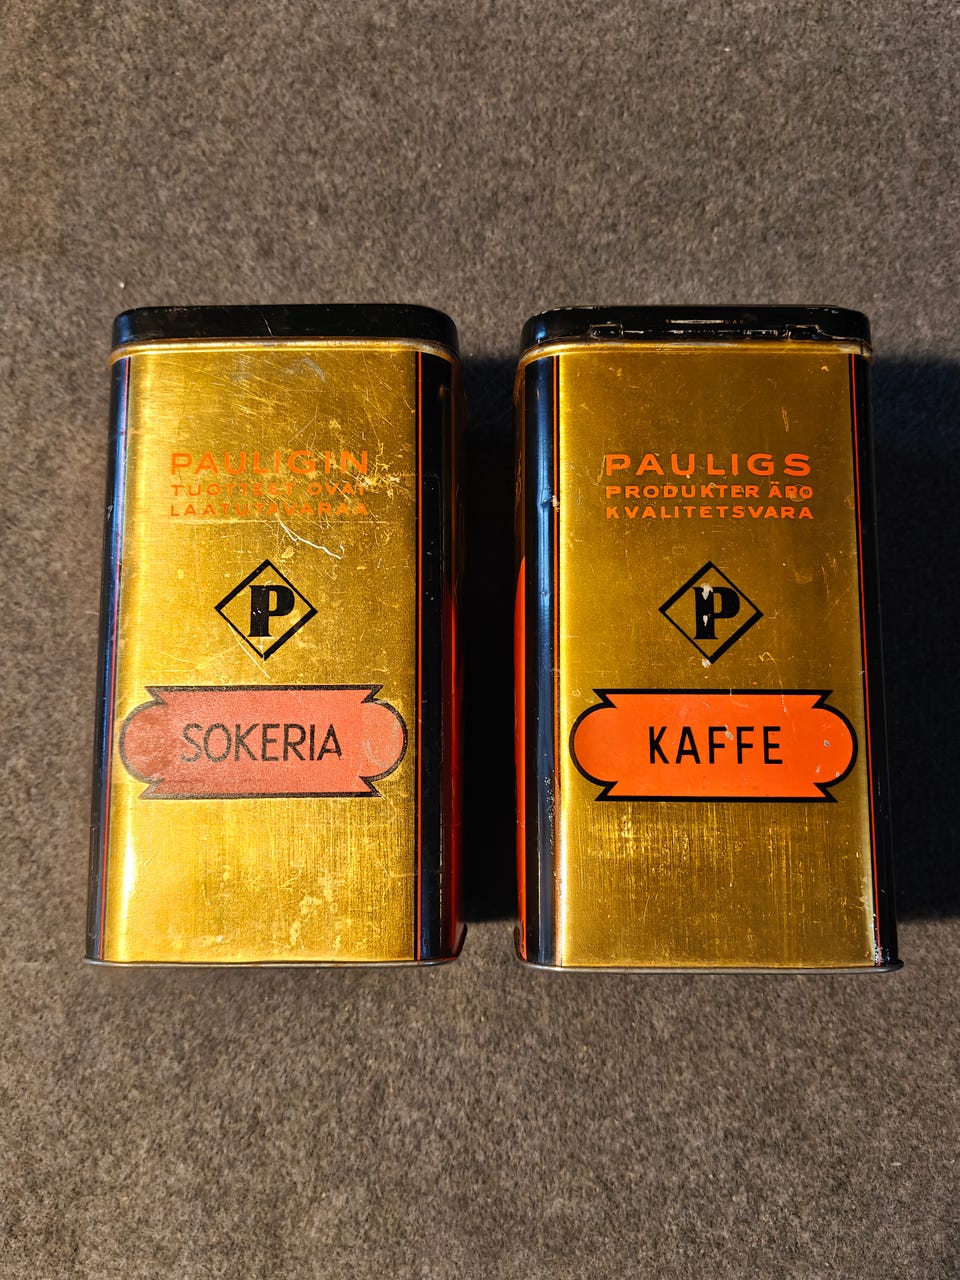 PAULIGIN
TUOTTEET OVAT
LAATUTAVARAA
P
SOKERIA
PAULIGS
PRODUKTER ÄRO
KVALITETSVARA
P
KAFFE